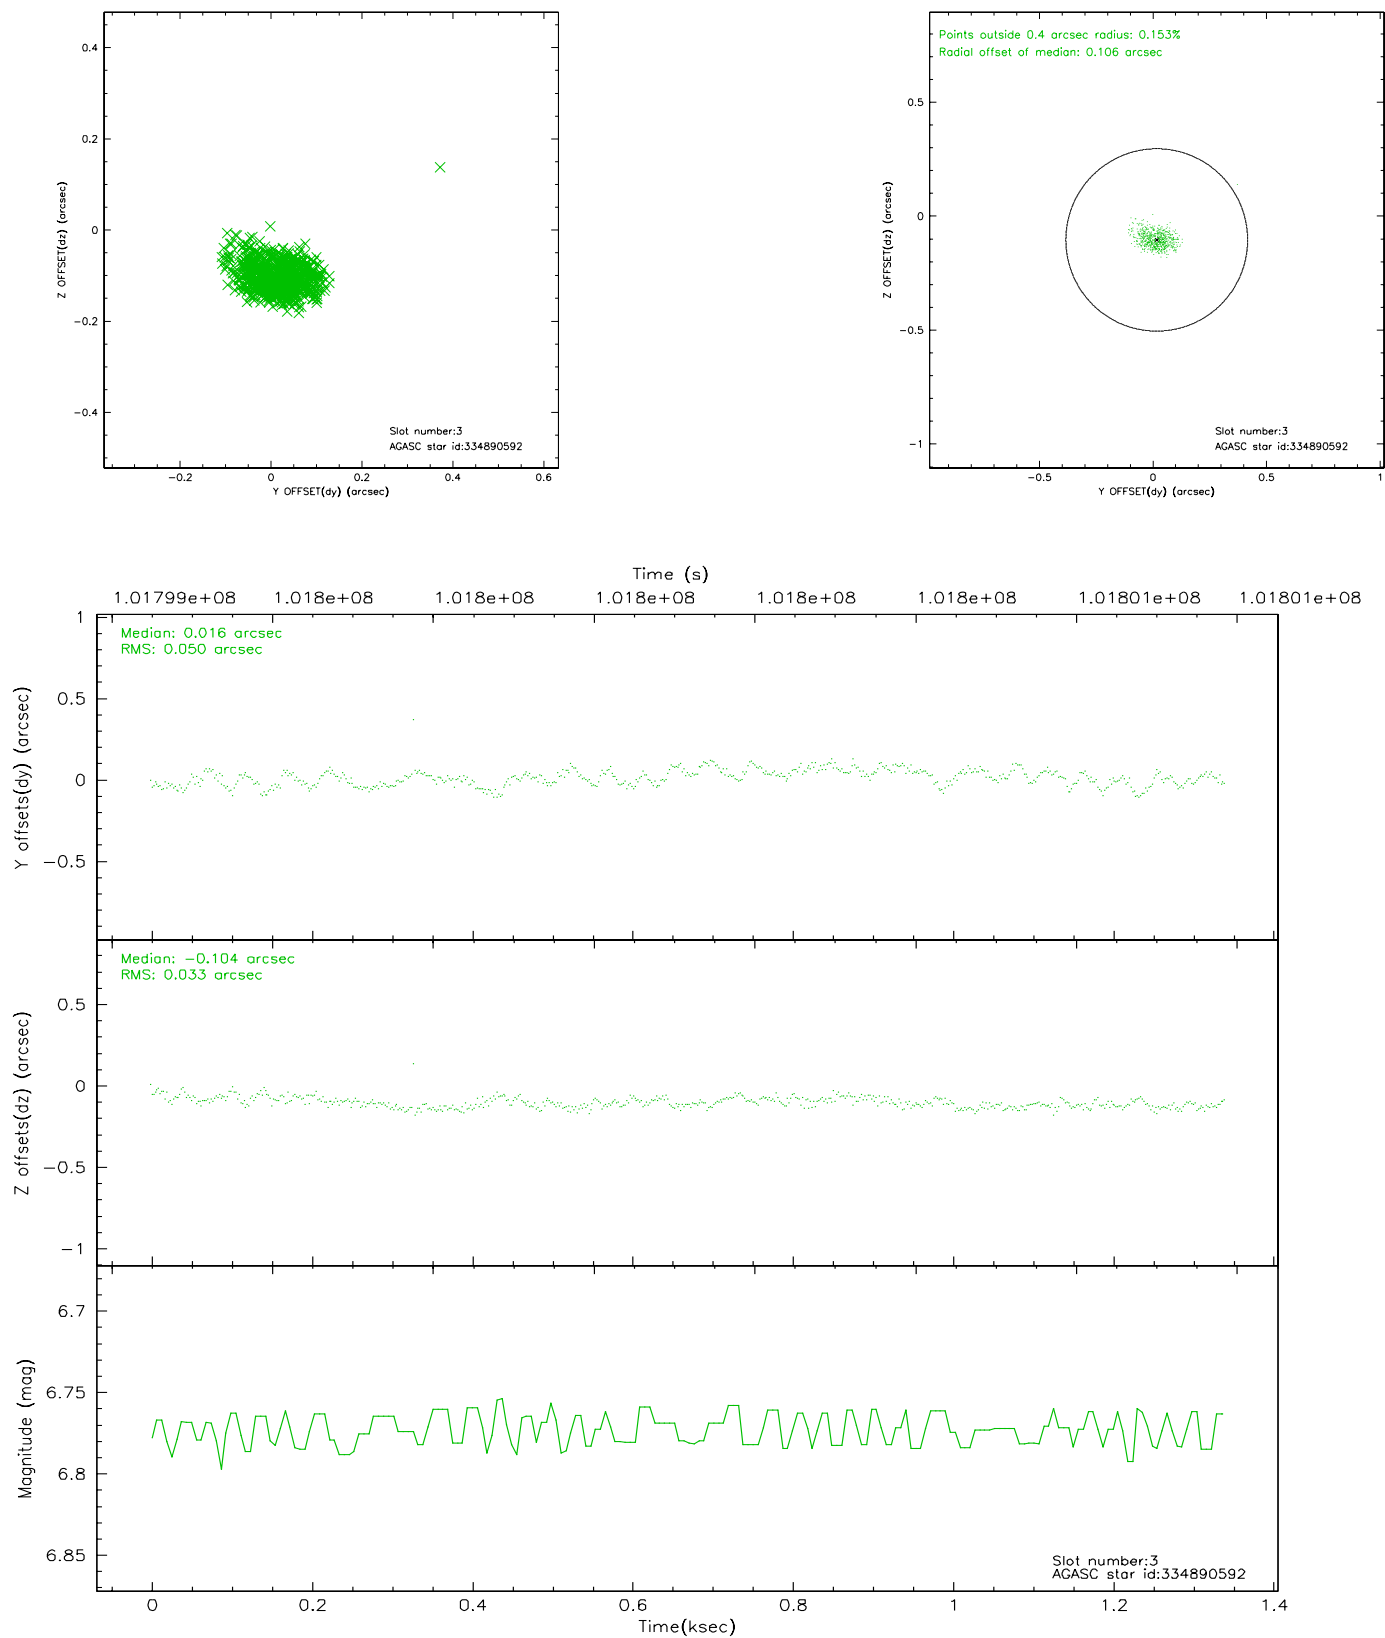 0.4
0.2
0
−0.2
−0.4
Z OFFSET(dz) (arcsec)
−0.2 0 0.2 0.4 0.6
Y OFFSET(dy) (arcsec)
Slot number:3
AGASC star id:334890592
Points outside 0.4 arcsec radius: 0.153%
Radial offset of median: 0.106 arcsec
0.5
0
−0.5
−1
Z OFFSET(dz) (arcsec)
−0.5 0 0.5 1
Y OFFSET(dy) (arcsec)
Slot number:3
AGASC star id:334890592
Time (s)
1.01799e+08 1.018e+08 1.018e+08 1.018e+08 1.018e+08 1.018e+08 1.01801e+08 1.01801e+08
Median: 0.016 arcsec
RMS: 0.050 arcsec
1
0.5
0
−0.5
Y offsets(dy) (arcsec)
Median: −0.104 arcsec
RMS: 0.033 arcsec
0.5
0
−0.5
−1
Z offsets(dz) (arcsec)
6.7
6.75
6.8
6.85
Magnitude (mag)
Slot number:3
AGASC star id:334890592
0 0.2 0.4 0.6 0.8 1 1.2 1.4
Time(ksec)